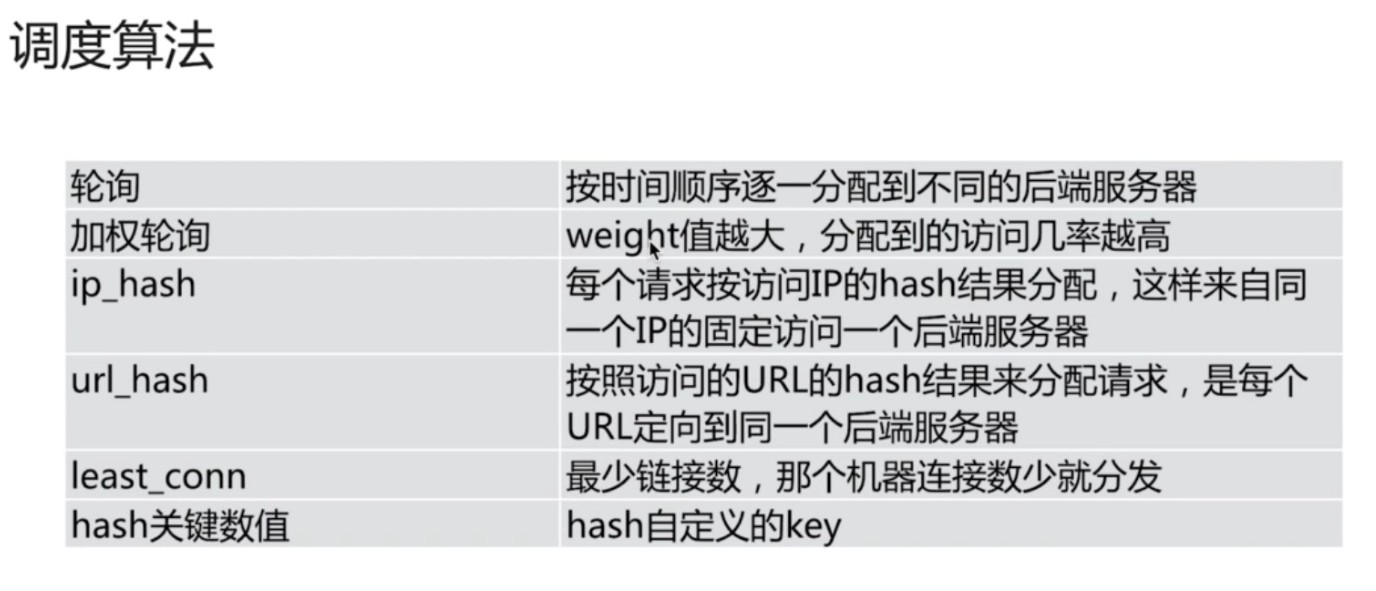 调度算法
轮询
按时间顺序逐一分配到不同的后端服务器
加权轮询
weight值越大，分配到的访问几率越高
ip_hash
每个请求按访问IP的hash结果分配，这样来自同
一个IP的固定访问一个后端服务器
url_hash
按照访问的URL的hash结果来分配请求，是每个
URL定向到同一个后端服务器
least_conn
最少链接数，那个机器连接数少就分发
hash关键数值
hash自定义的key